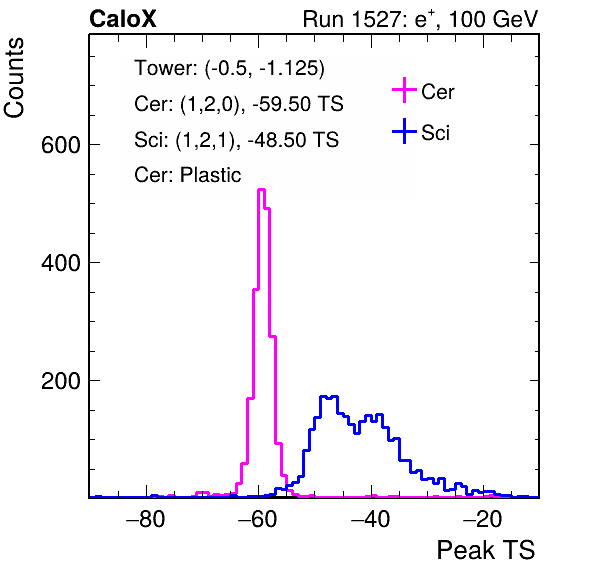 CaloX Run 1527: e⁺, 100 GeV
Counts
Tower: (-0.5, -1.125)
Cer: (1,2,0), -59.50 TS
Sci: (1,2,1), -48.50 TS
Cer: Plastic
Cer
Sci
600
400
200
−80 −60 −40 −20
Peak TS